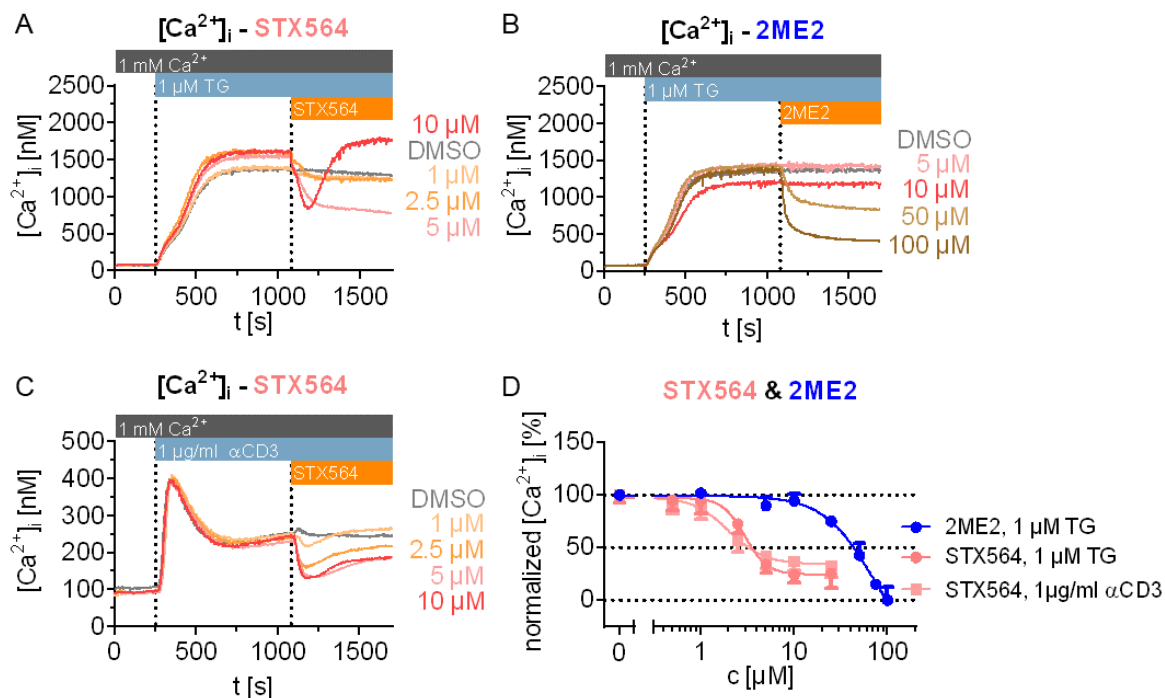 A
[Ca²⁺]ᵢ - STX564
1 mM Ca²⁺
1 µM TG
STX564
2500
2000
1500
1000
500
0
[Ca²⁺]ᵢ [nM]
0 500 1000 1500
t [s]
10 µM
DMSO
1 µM
2.5 µM
5 µM
B
[Ca²⁺]ᵢ - 2ME2
1 mM Ca²⁺
1 µM TG
2ME2
2500
2000
1500
1000
500
0
[Ca²⁺]ᵢ [nM]
0 500 1000 1500
t [s]
DMSO
5 µM
10 µM
50 µM
100 µM
C
[Ca²⁺]ᵢ - STX564
1 mM Ca²⁺
1 µg/ml αCD3
STX564
500
400
300
200
100
0
[Ca²⁺]ᵢ [nM]
0 500 1000 1500
t [s]
DMSO
1 µM
2.5 µM
5 µM
10 µM
D
STX564 & 2ME2
150
100
50
0
normalized [Ca²⁺]ᵢ [%]
0 1 10 100
c [µM]
2ME2, 1 µM TG
STX564, 1 µM TG
STX564, 1µg/ml αCD3